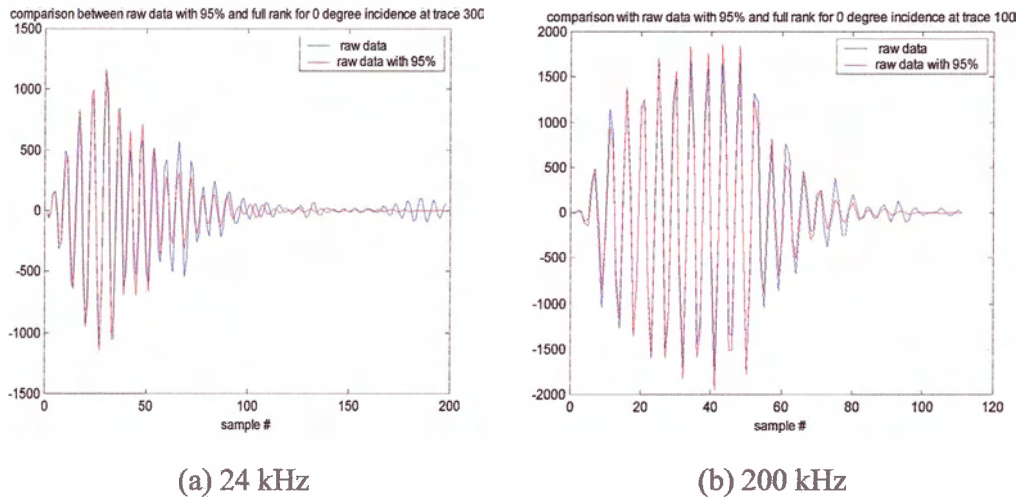 comparison between raw data with 95% and full rank for 0 degree incidence at trace 300
1500
1000
500
0
-500
-1000
-1500
raw data
raw data with 95%
0
50
100
150
200
sample #
(a) 24 kHz
comparison with raw data with 95% and full rank for 0 degree incidence at trace 100
2000
1500
1000
500
0
-500
-1000
-1500
-2000
raw data
raw data with 95%
0
20
40
60
80
100
120
sample #
(b) 200 kHz